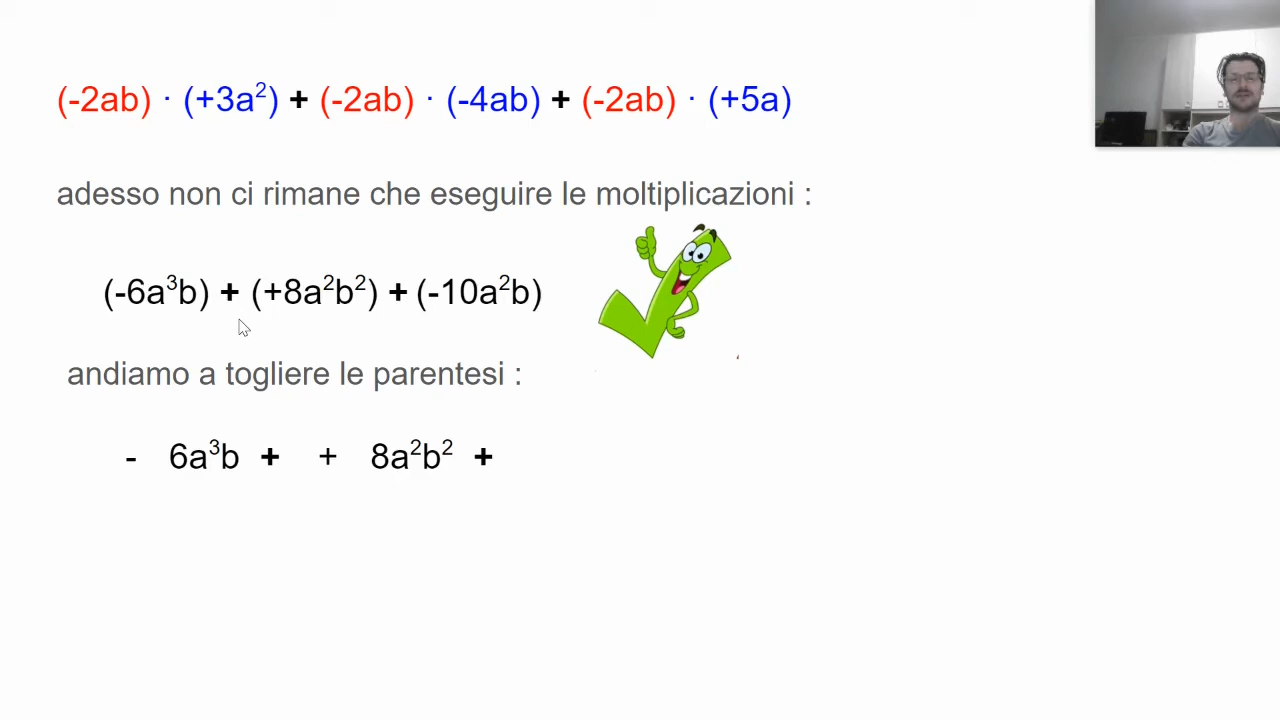 (-2ab) · (+3a²) + (-2ab) · (-4ab) + (-2ab) · (+5a)
adesso non ci rimane che eseguire le moltiplicazioni :
(-6a³b) + (+8a²b²) + (-10a²b)
andiamo a togliere le parentesi :
- 6a³b + + 8a²b² +